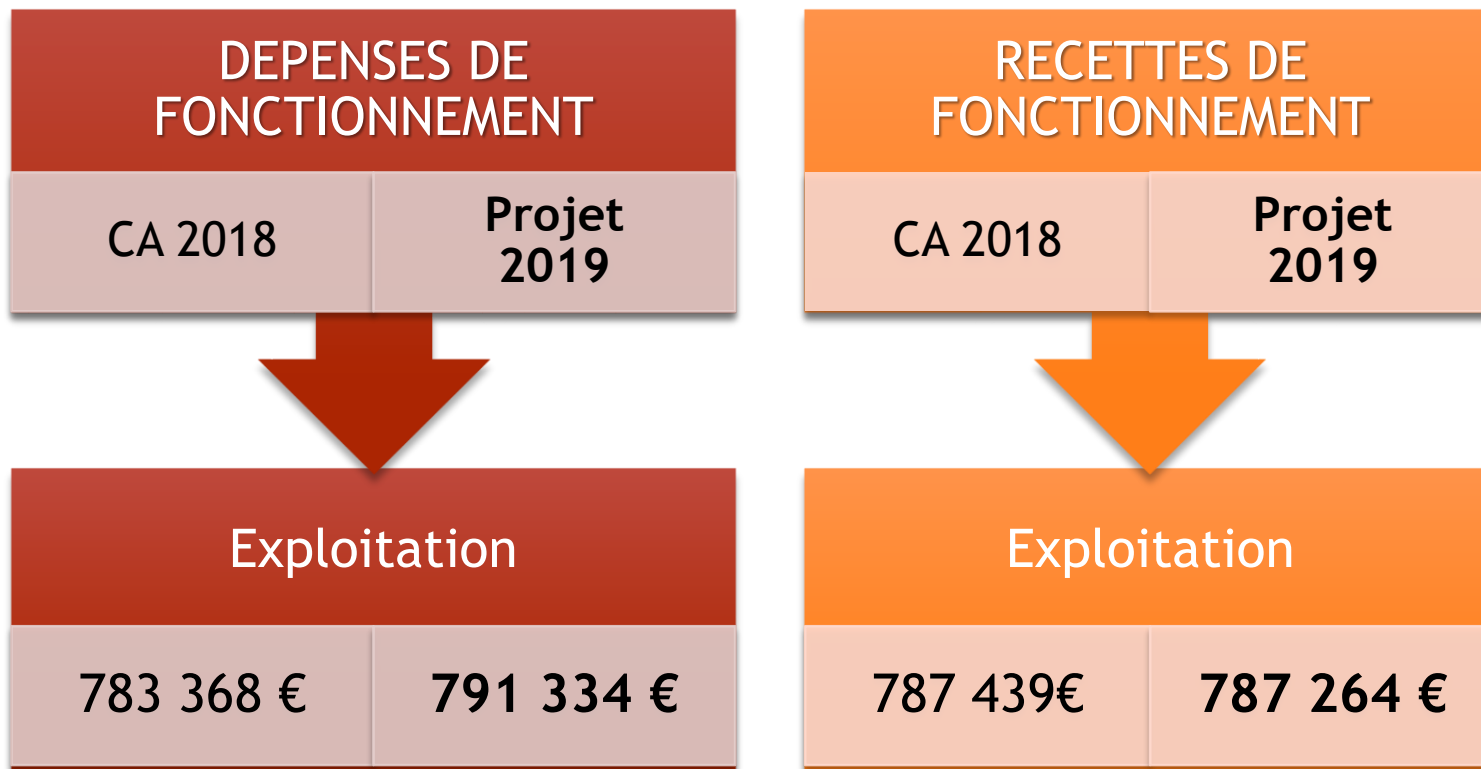 DEPENSES DE
FONCTIONNEMENT
CA 2018
Projet
2019
Exploitation
783 368 €
791 334 €
RECETTES DE
FONCTIONNEMENT
CA 2018
Projet
2019
Exploitation
787 439€
787 264 €